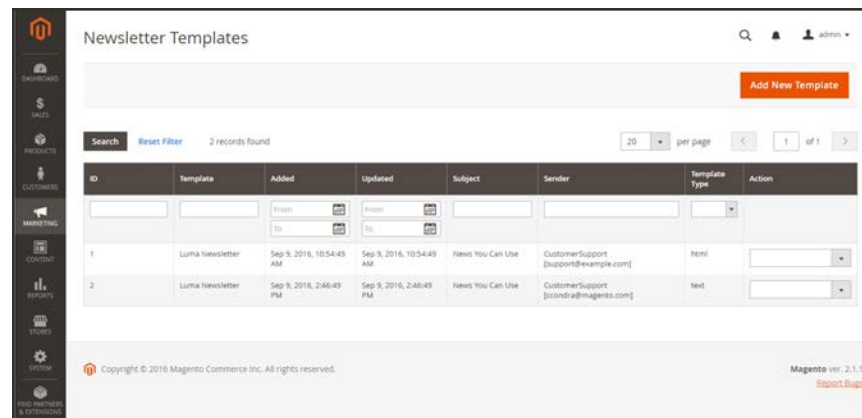 Newsletter Templates
admin
DASHBOARD
SALES
PRODUCTS
CUSTOMERS
MARKETING
CONTENT
REPORTS
STORES
SYSTEM
FIND PARTNERS
& EXTENSIONS
Add New Template
Search Reset Filter 2 records found 20 per page 1 of 1
ID Template Added Updated Subject Sender Template Type Action
From From
To To
1 Luma Newsletter Sep 9, 2016, 10:54:49 AM Sep 9, 2016, 10:54:49 AM News You Can Use CustomerSupport [support@example.com] html
2 Luma Newsletter Sep 9, 2016, 2:46:49 PM Sep 9, 2016, 2:46:49 PM News You Can Use CustomerSupport [ccondra@magento.com] text
Copyright © 2016 Magento Commerce Inc. All rights reserved. Magento ver. 2.1.1
Report Bugs